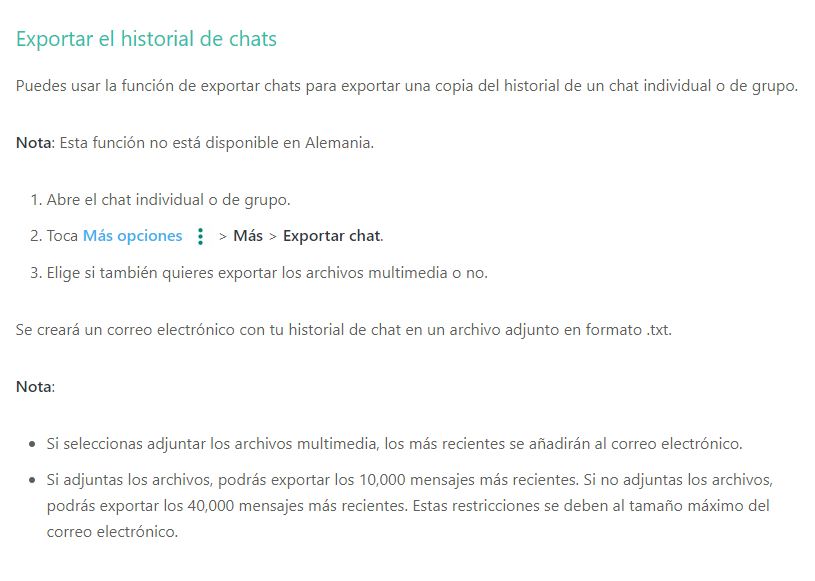 Exportar el historial de chats
Puedes usar la función de exportar chats para exportar una copia del historial de un chat individual o de grupo.
Nota: Esta función no está disponible en Alemania.
1. Abre el chat individual o de grupo.
2. Toca Más opciones ⋮ > Más > Exportar chat.
3. Elige si también quieres exportar los archivos multimedia o no.
Se creará un correo electrónico con tu historial de chat en un archivo adjunto en formato .txt.
Nota:
• Si seleccionas adjuntar los archivos multimedia, los más recientes se añadirán al correo electrónico.
• Si adjuntas los archivos, podrás exportar los 10,000 mensajes más recientes. Si no adjuntas los archivos,
podrás exportar los 40,000 mensajes más recientes. Estas restricciones se deben al tamaño máximo del
correo electrónico.